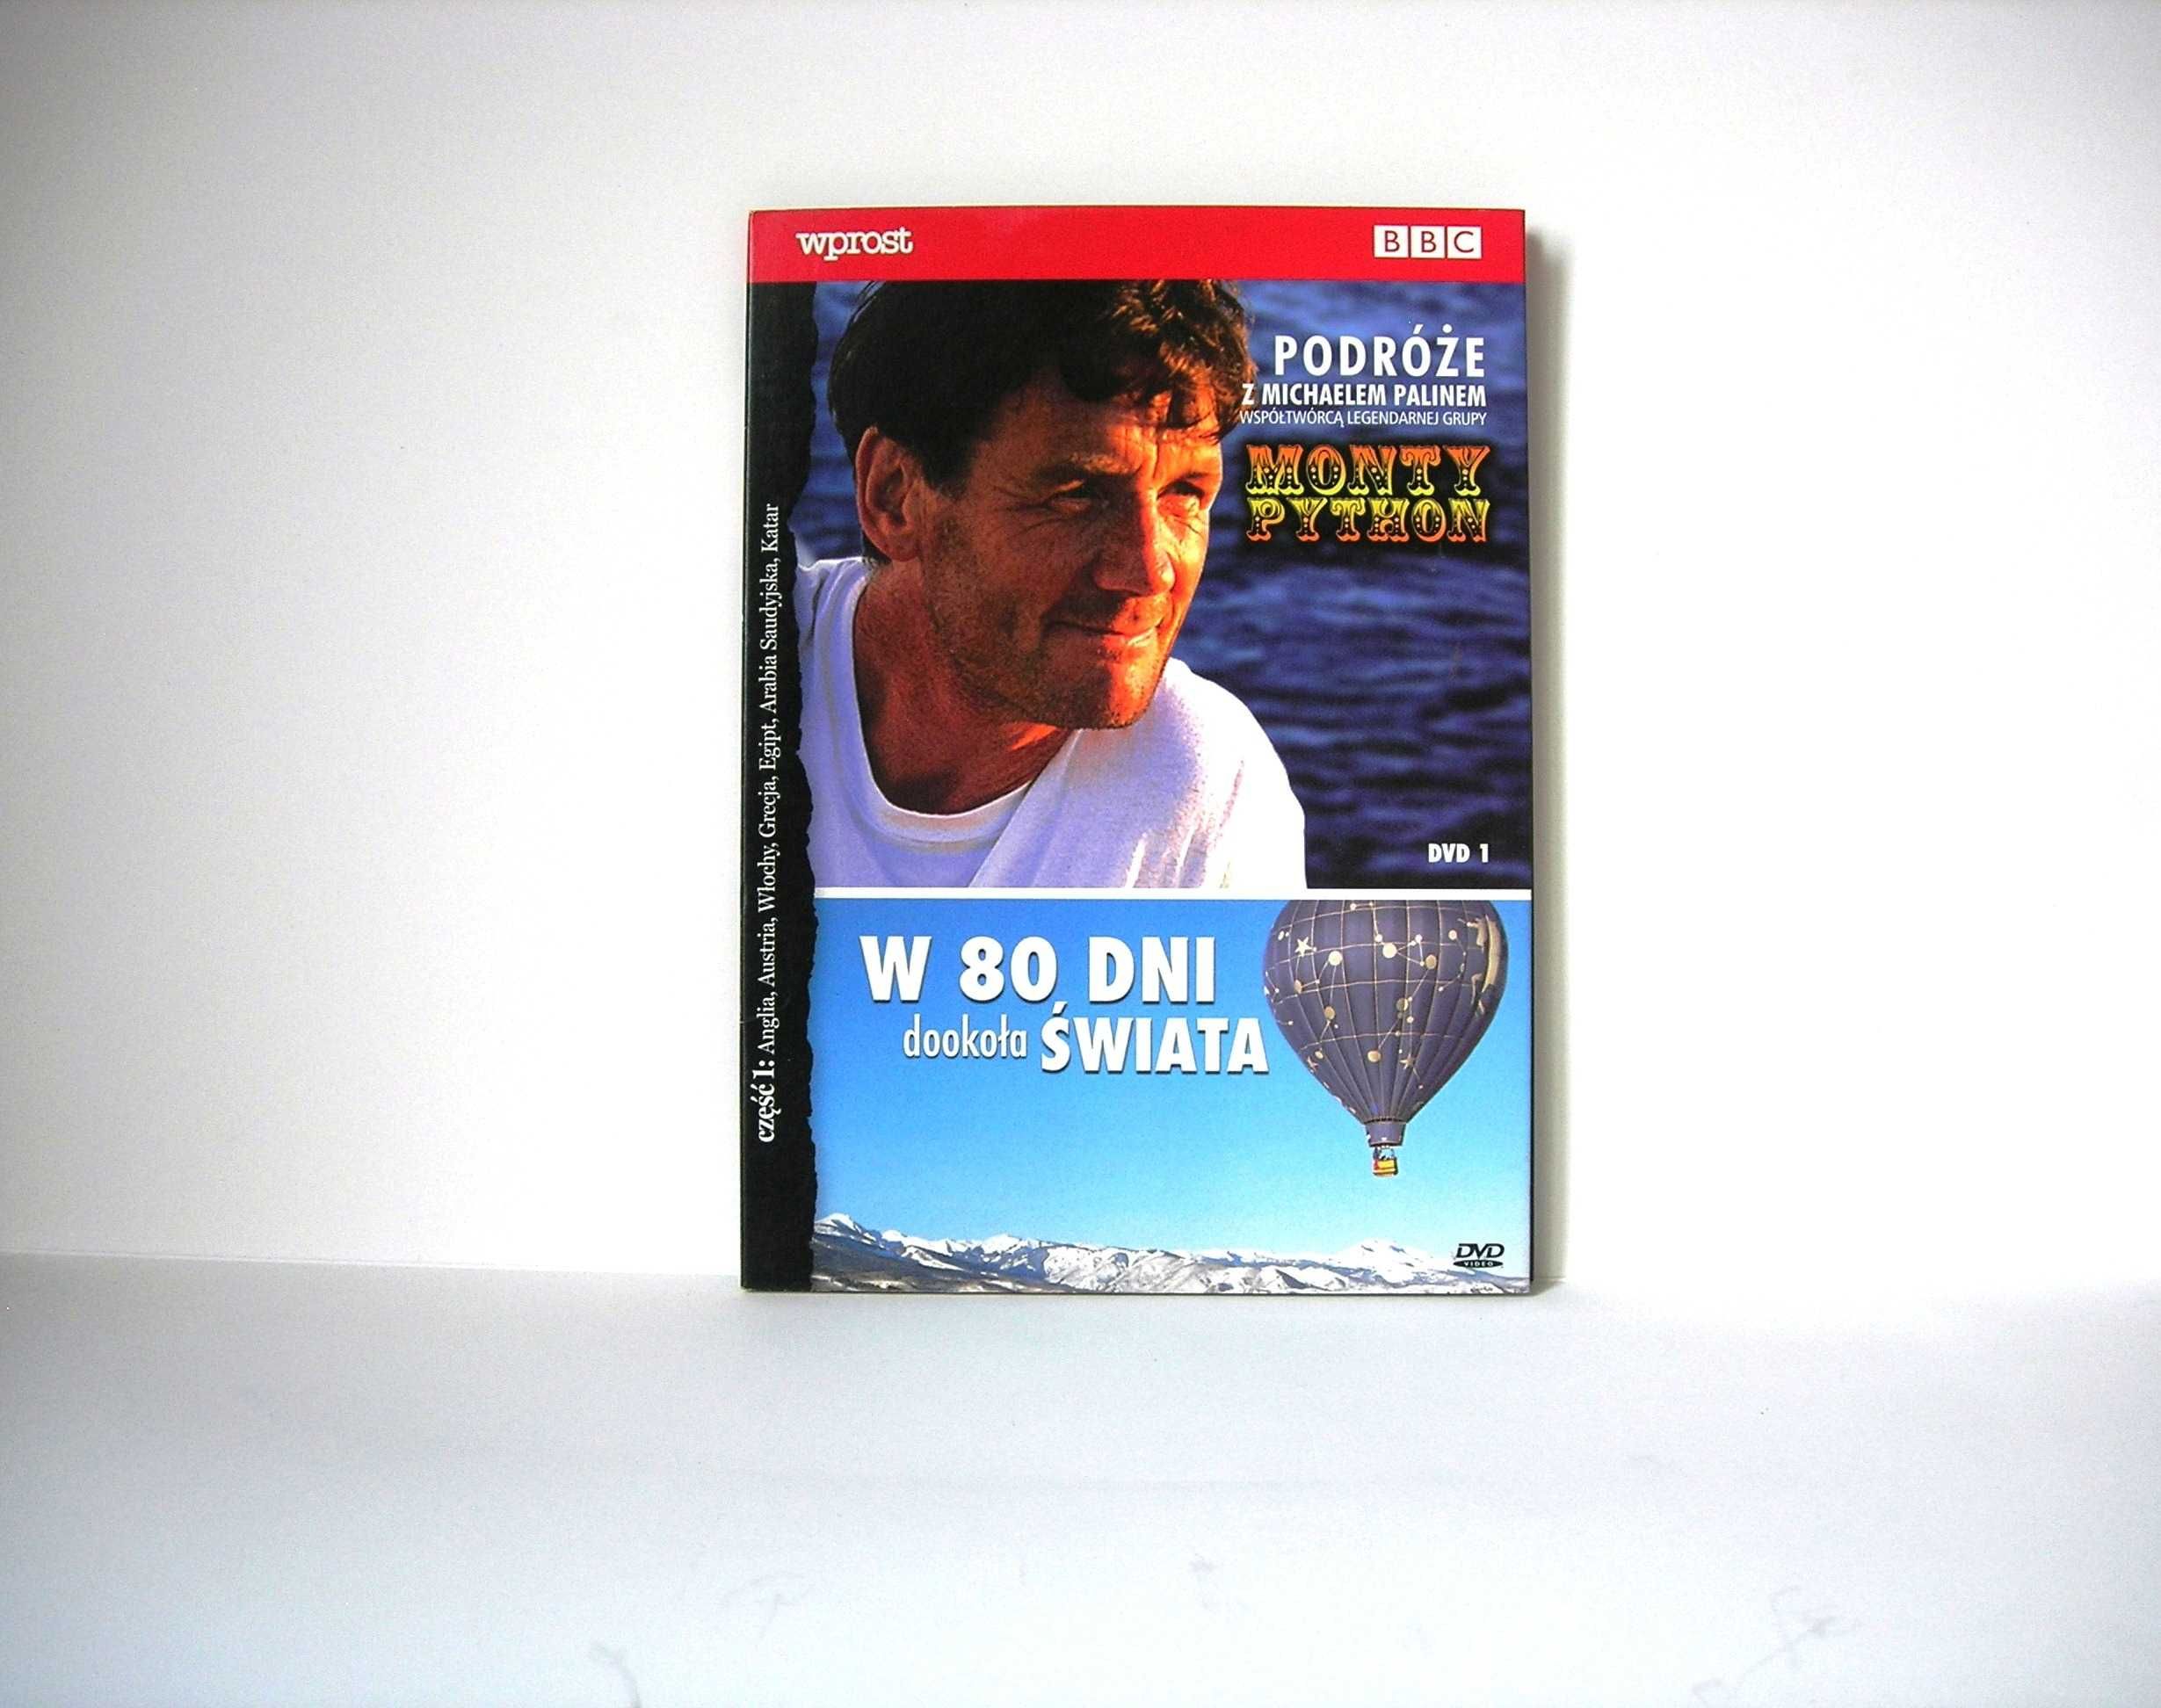 wprost
BBC
PODRÓŻE
Z MICHAELEM PALINEM
WSPÓŁTWÓRCĄ LEGENDARNEJ GRUPY
MONTY
PYTHON
DVD 1
W 80 DNI
dookoła ŚWIATA
DVD
VIDEO
część 1: Anglia, Austria, Włochy, Grecja, Egipt, Arabia Saudyjska, Katar